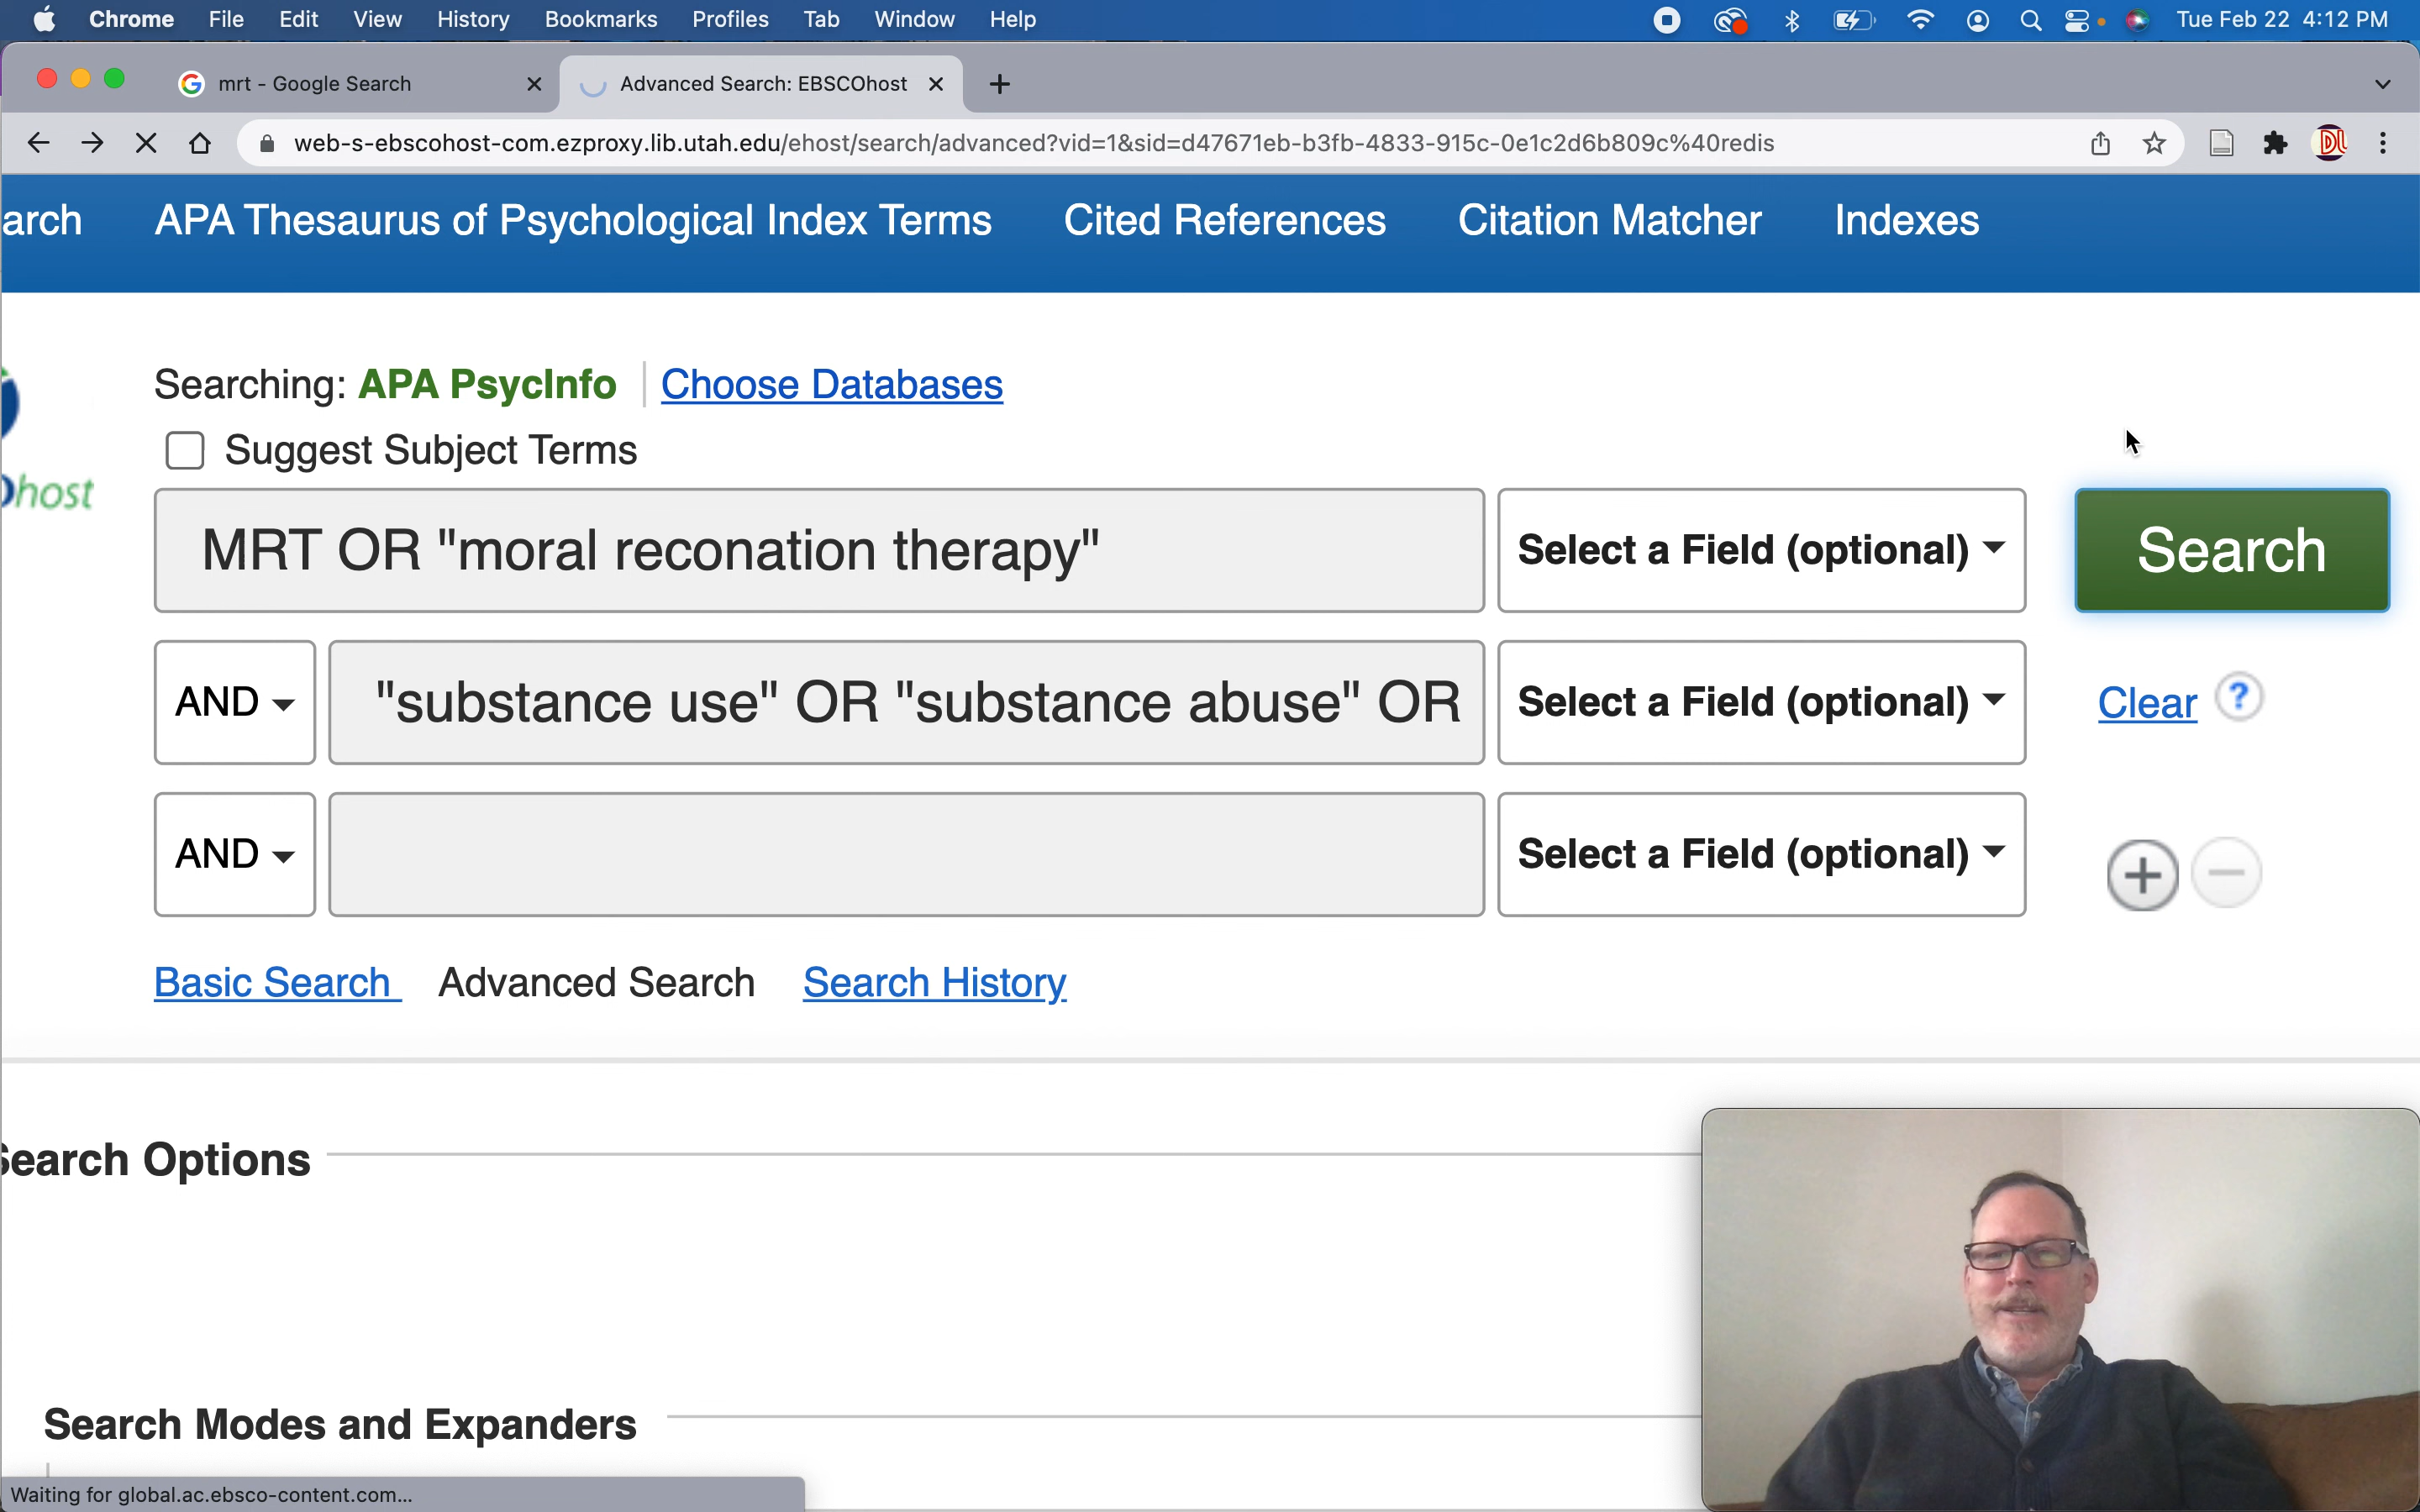 Chrome File Edit View History Bookmarks Profiles Tab Window Help Tue Feb 22 4:12 PM
mrt - Google Search Advanced Search: EBSCOhost
web-s-ebscohost-com.ezproxy.lib.utah.edu/ehost/search/advanced?vid=1&sid=d47671eb-b3fb-4833-915c-0e1c2d6b809c%40redis DL
arch APA Thesaurus of Psychological Index Terms Cited References Citation Matcher Indexes
Searching: APA PsycInfo Choose Databases
Suggest Subject Terms
host
MRT OR "moral reconation therapy" Select a Field (optional) Search
AND "substance use" OR "substance abuse" OR Select a Field (optional) Clear ?
AND Select a Field (optional)
Basic Search Advanced Search Search History
Search Options
Search Modes and Expanders
Waiting for global.ac.ebsco-content.com...